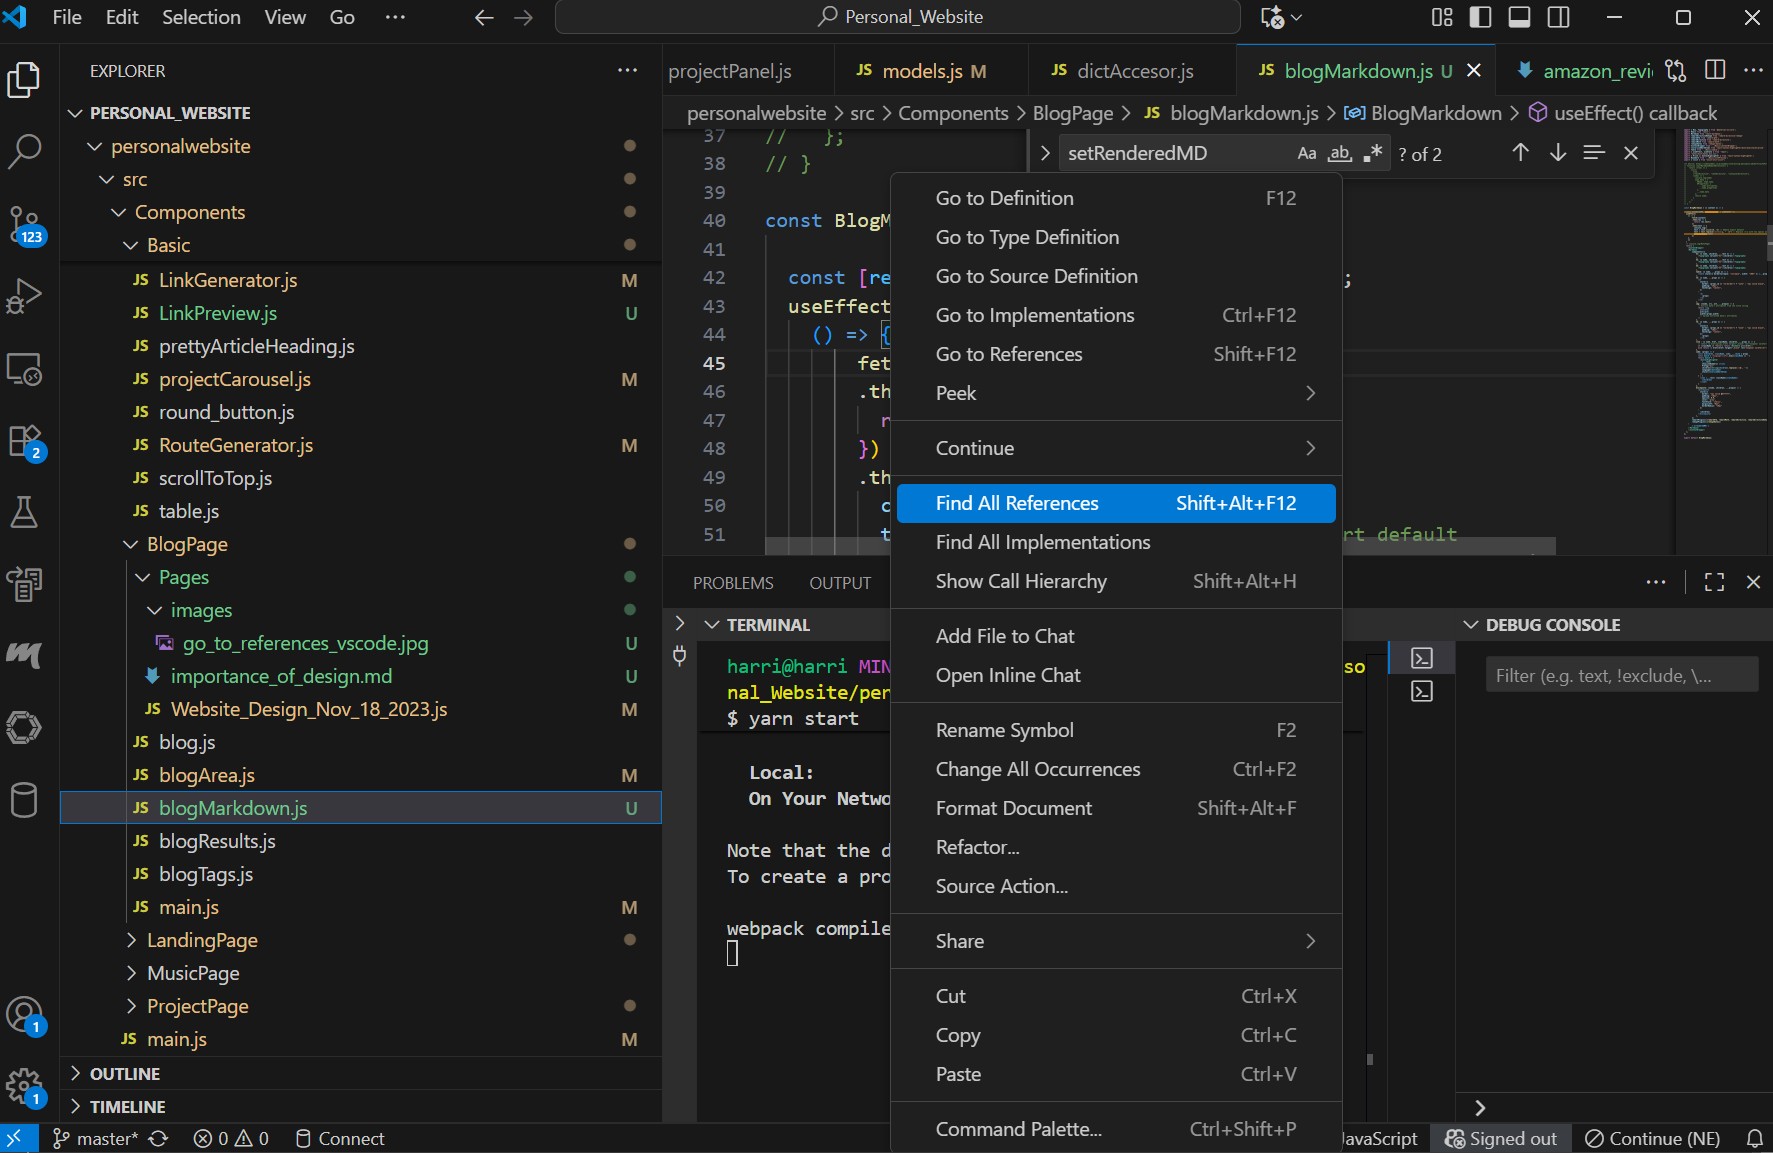 File Edit Selection View Go ··· Personal_Website
EXPLORER
PERSONAL_WEBSITE
personalwebsite
src
Components
Basic
JS LinkGenerator.js M
JS LinkPreview.js U
JS prettyArticleHeading.js
JS projectCarousel.js M
JS round_button.js
JS RouteGenerator.js M
JS scrollToTop.js
JS table.js
BlogPage
Pages
images
go_to_references_vscode.jpg U
importance_of_design.md U
JS Website_Design_Nov_18_2023.js M
JS blog.js
JS blogArea.js M
JS blogMarkdown.js U
JS blogResults.js
JS blogTags.js
JS main.js M
LandingPage
MusicPage
ProjectPage
JS main.js M
OUTLINE
TIMELINE
123
2
1
1
projectPanel.js JS models.js M JS dictAccesor.js JS blogMarkdown.js U amazon_revi
personalwebsite > src > Components > BlogPage > JS blogMarkdown.js > BlogMarkdown > useEffect() callback
setRenderedMD Aa ab .* ? of 2
37 // };
38 // }
39
40 const BlogM
41
42 const [re ;
43 useEffect
44 () => {
45 fet
46 .th
47 r
48 })
49 .th
50 c
51 t rt default
Go to Definition F12
Go to Type Definition
Go to Source Definition
Go to Implementations Ctrl+F12
Go to References Shift+F12
Peek
Continue
Find All References Shift+Alt+F12
Find All Implementations
Show Call Hierarchy Shift+Alt+H
Add File to Chat
Open Inline Chat
Rename Symbol F2
Change All Occurrences Ctrl+F2
Format Document Shift+Alt+F
Refactor...
Source Action...
Share
Cut Ctrl+X
Copy Ctrl+C
Paste Ctrl+V
Command Palette... Ctrl+Shift+P
PROBLEMS OUTPUT
TERMINAL
harri@harri MIN so
nal_Website/per
$ yarn start
Local:
On Your Netwo
Note that the d
To create a pro
webpack compile
DEBUG CONSOLE
Filter (e.g. text, !exclude, \...
master* 0 0 Connect JavaScript Signed out Continue (NE)